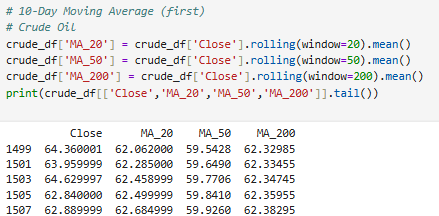 # 10-Day Moving Average (first)
# Crude Oil
crude_df['MA_20'] = crude_df['Close'].rolling(window=20).mean()
crude_df['MA_50'] = crude_df['Close'].rolling(window=50).mean()
crude_df['MA_200'] = crude_df['Close'].rolling(window=200).mean()
print(crude_df[['Close','MA_20','MA_50','MA_200']].tail())
Close MA_20 MA_50 MA_200
1499 64.360001 62.062000 59.5428 62.32985
1501 63.959999 62.285000 59.6490 62.33455
1503 64.629997 62.458999 59.7706 62.34745
1505 62.840000 62.499999 59.8410 62.35955
1507 62.889999 62.684999 59.9260 62.38295